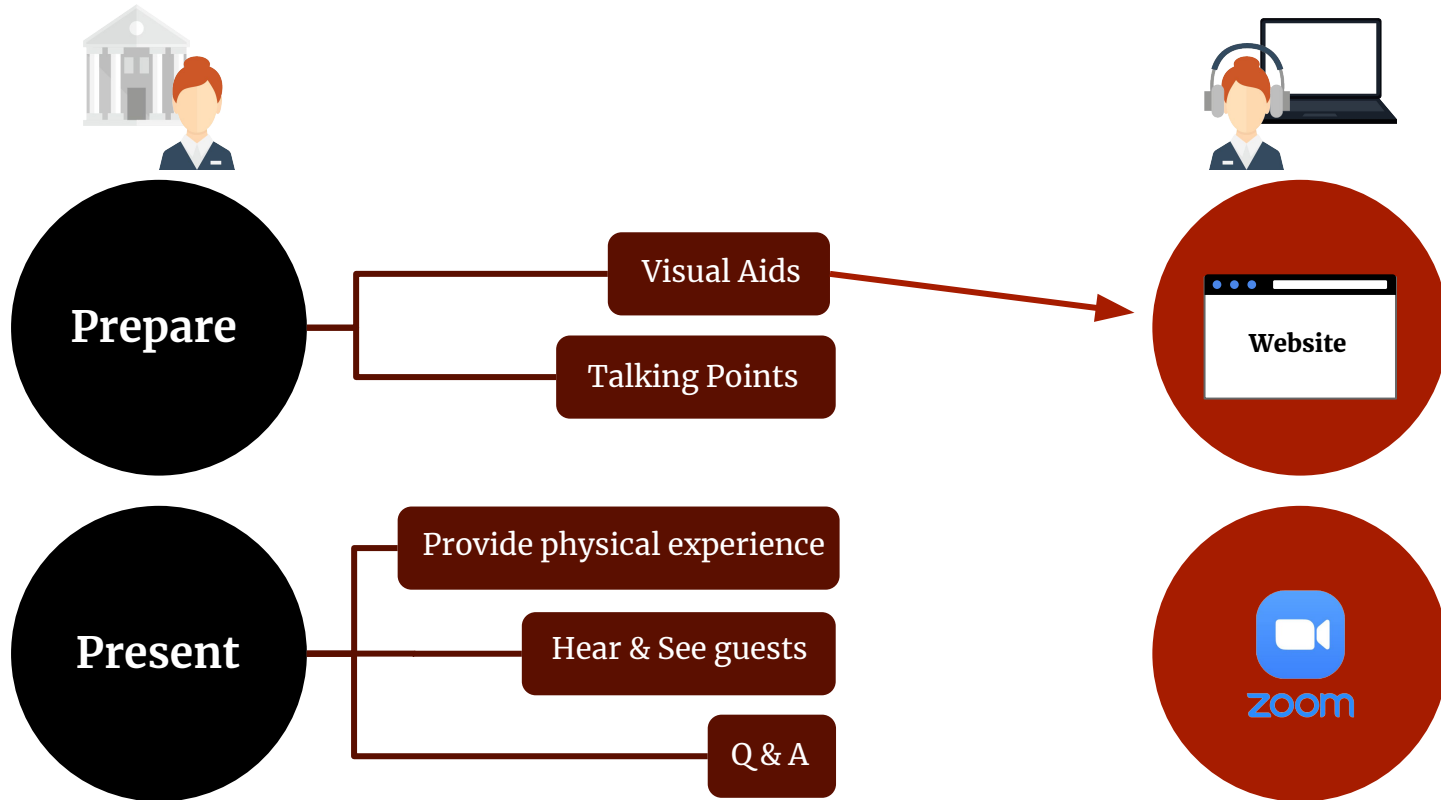 Prepare
Visual Aids
Talking Points
Website
Present
Provide physical experience
Hear & See guests
Q & A
zoom